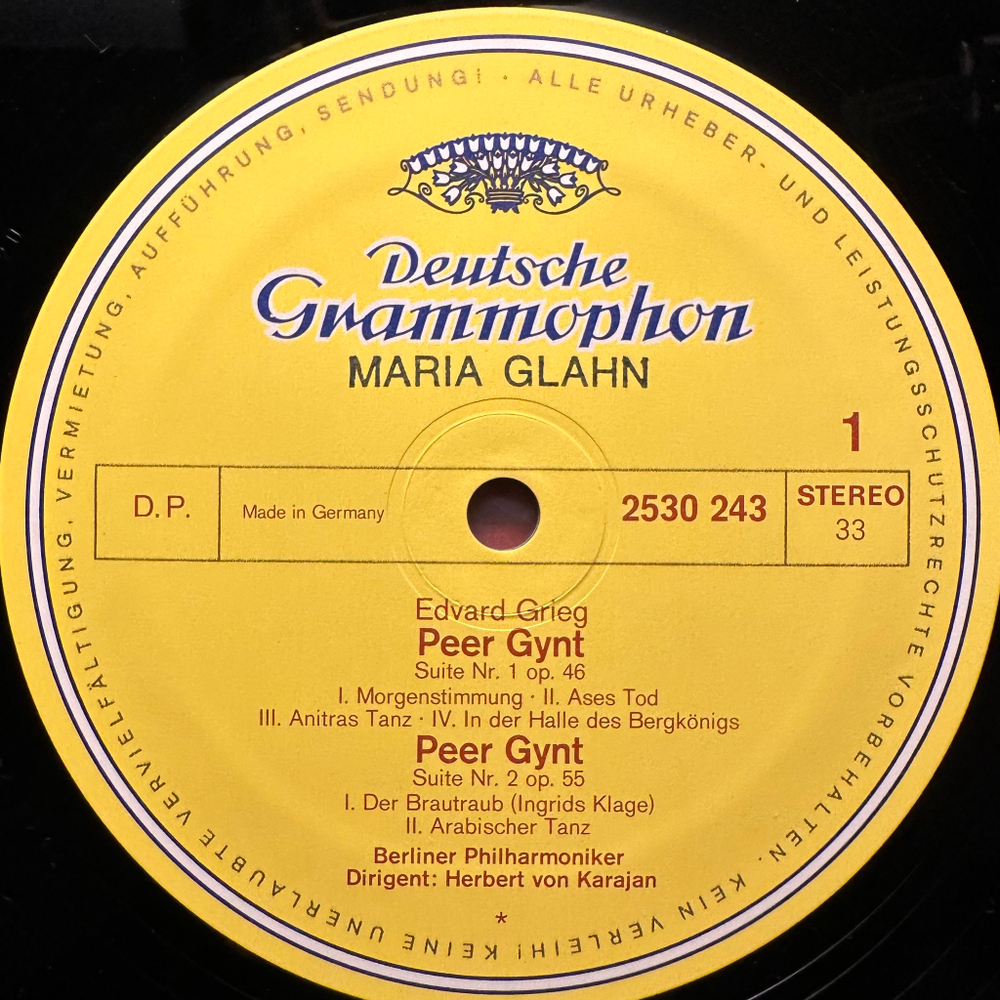 ALLE URHEBER- UND LEISTUNGSSCHUTZRECHTE VORBEHALTEN. KEIN VERLEIH! KEINE UNERLAUBTE VERVIELFÄLTIGUNG, VERMIETUNG, AUFFÜHRUNG, SENDUNG! ·
Deutsche
Grammophon
MARIA GLAHN
1
D.P.
Made in Germany
2530 243
STEREO
33
Edvard Grieg
Peer Gynt
Suite Nr. 1 op. 46
I. Morgenstimmung · II. Ases Tod
III. Anitras Tanz · IV. In der Halle des Bergkönigs
Peer Gynt
Suite Nr. 2 op. 55
I. Der Brautraub (Ingrids Klage)
II. Arabischer Tanz
Berliner Philharmoniker
Dirigent: Herbert von Karajan
*